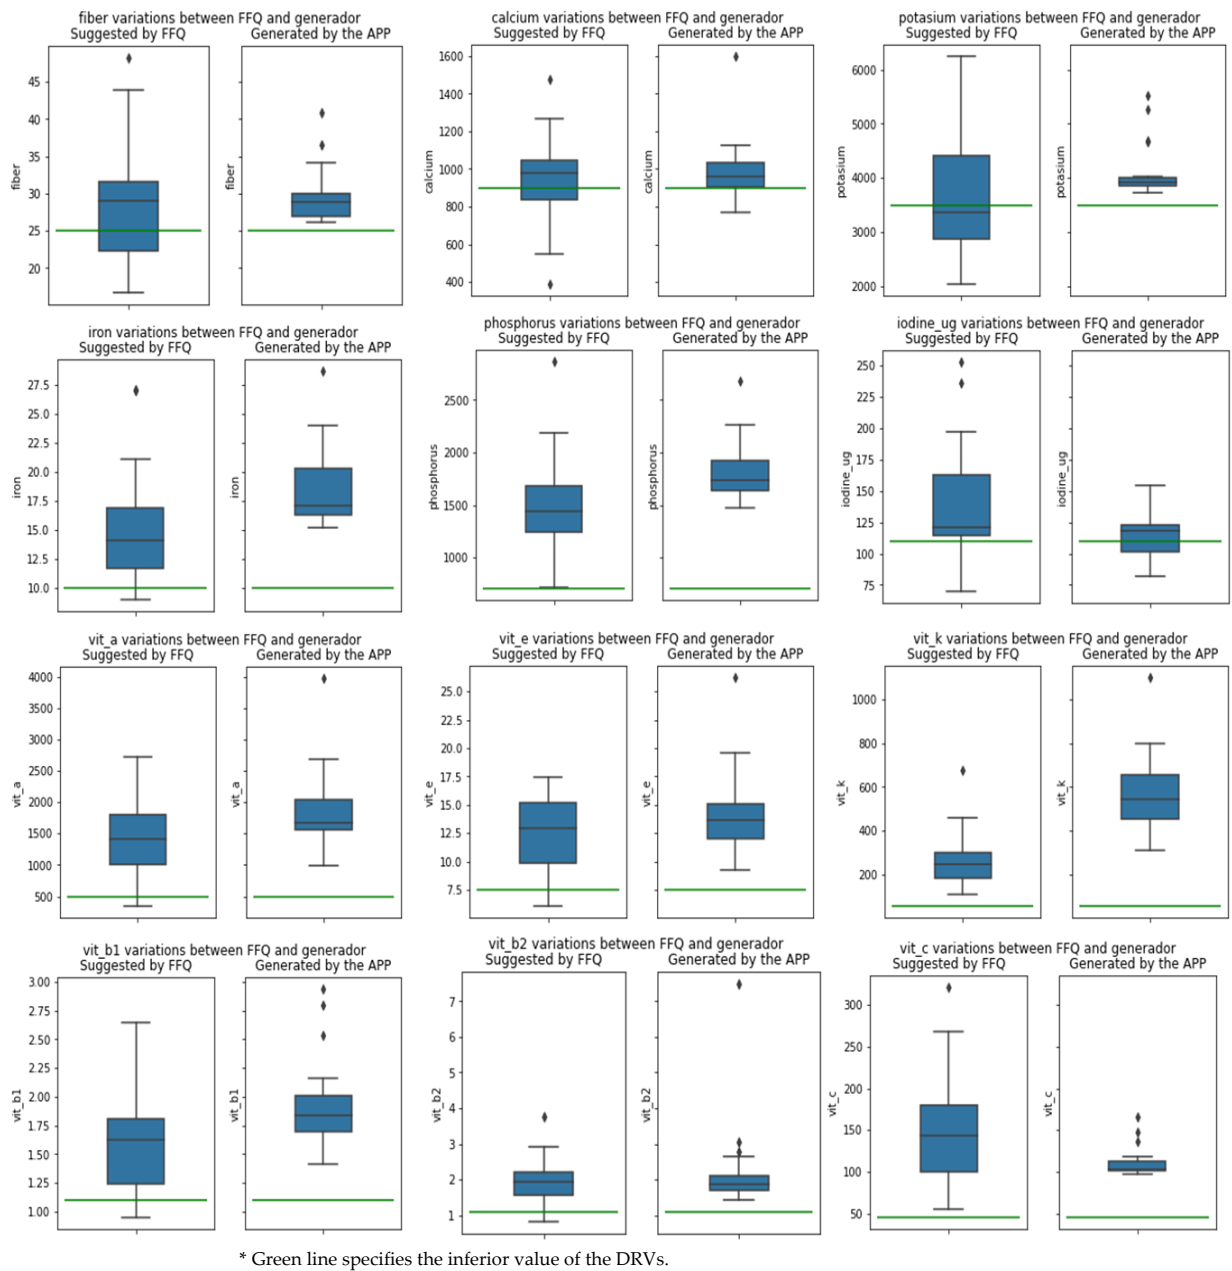 fiber variations between FFQ and generador
Suggested by FFQ
Generated by the APP
45
40
35
30
25
20
fiber
fiber
calcium variations between FFQ and generador
Suggested by FFQ
Generated by the APP
1600
1400
1200
1000
800
600
400
calcium
calcium
potasium variations between FFQ and generador
Suggested by FFQ
Generated by the APP
6000
5000
4000
3000
2000
potasium
potasium
iron variations between FFQ and generador
Suggested by FFQ
Generated by the APP
27.5
25.0
22.5
20.0
17.5
15.0
12.5
10.0
iron
iron
phosphorus variations between FFQ and generador
Suggested by FFQ
Generated by the APP
2500
2000
1500
1000
phosphorus
phosphorus
iodine_ug variations between FFQ and generador
Suggested by FFQ
Generated by the APP
250
225
200
175
150
125
100
75
iodine_ug
iodine_ug
vit_a variations between FFQ and generador
Suggested by FFQ
Generated by the APP
4000
3500
3000
2500
2000
1500
1000
500
vit_a
vit_a
vit_e variations between FFQ and generador
Suggested by FFQ
Generated by the APP
25.0
22.5
20.0
17.5
15.0
12.5
10.0
7.5
vit_e
vit_e
vit_k variations between FFQ and generador
Suggested by FFQ
Generated by the APP
1000
800
600
400
200
vit_k
vit_k
vit_b1 variations between FFQ and generador
Suggested by FFQ
Generated by the APP
3.00
2.75
2.50
2.25
2.00
1.75
1.50
1.25
1.00
vit_b1
vit_b1
vit_b2 variations between FFQ and generador
Suggested by FFQ
Generated by the APP
7
6
5
4
3
2
1
vit_b2
vit_b2
vit_c variations between FFQ and generador
Suggested by FFQ
Generated by the APP
300
250
200
150
100
50
vit_c
vit_c
* Green line specifies the inferior value of the DRVs.